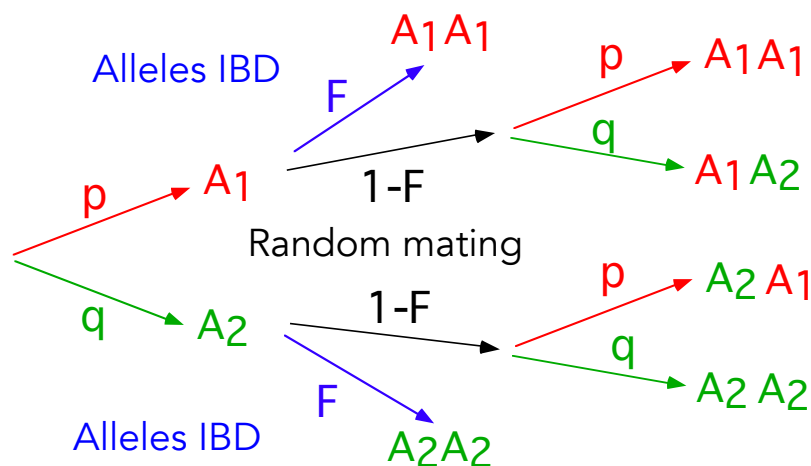 A1A1
Alleles IBD
p
A1A1
F
q
p
A1
1-F
A1A2
Random mating
p
A2A1
q
A2
1-F
q
F
A2A2
Alleles IBD
A2A2